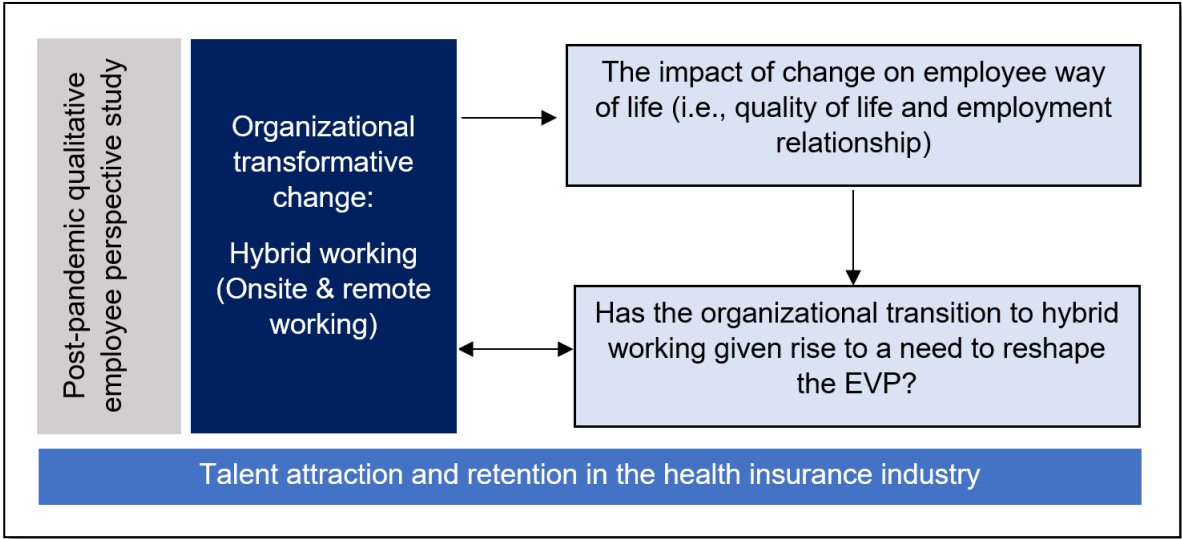 Post-pandemic qualitative
employee perspective study
Organizational
transformative
change:
Hybrid working
(Onsite & remote
working)
The impact of change on employee way
of life (i.e., quality of life and employment
relationship)
Has the organizational transition to hybrid
working given rise to a need to reshape
the EVP?
Talent attraction and retention in the health insurance industry